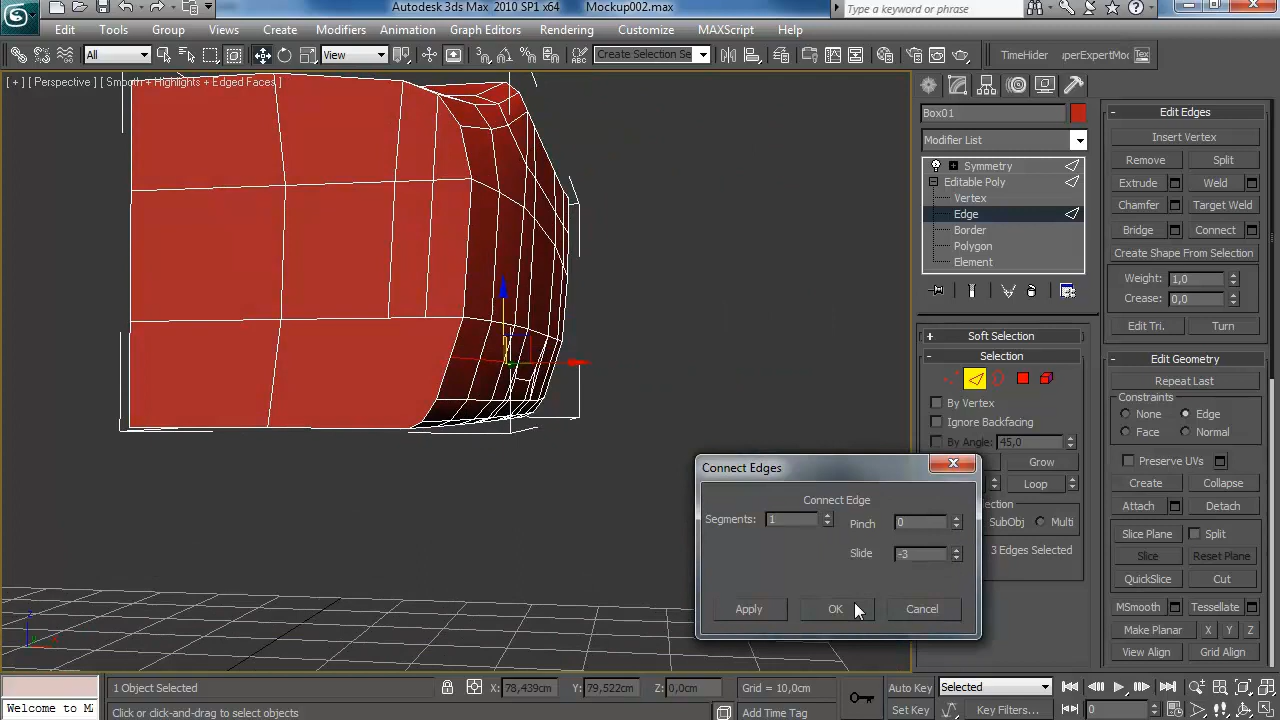 Autodesk 3ds Max 2010 SP1 x64 Mockup002.max
Type a keyword or phrase
Edit Tools Group Views Create Modifiers Animation Graph Editors Rendering Customize MAXScript Help
All View Create Selection Se TimeHider uperExpertMoc Tex
[ + ] [ Perspective ] [ Smooth + Highlights + Edged Faces ]
Box01
Modifier List
Symmetry
Editable Poly
Vertex
Edge
Border
Polygon
Element
Soft Selection
Selection
By Vertex
Ignore Backfacing
By Angle: 45,0
Grow
Loop
SubObj Multi
3 Edges Selected
Edit Edges
Insert Vertex
Remove Split
Extrude Weld
Chamfer Target Weld
Bridge Connect
Create Shape From Selection
Weight: 1,0
Crease: 0,0
Edit Tri. Turn
Edit Geometry
Repeat Last
Constraints
None Edge
Face Normal
Preserve UVs
Create Collapse
Attach Detach
Slice Plane Split
Slice Reset Plane
QuickSlice Cut
MSmooth Tessellate
Make Planar X Y Z
View Align Grid Align
Connect Edges
Connect Edge
Segments: 1 Pinch 0
Slide -3
Apply OK Cancel
1 Object Selected X: 78,439cm Y: 79,522cm Z: 0,0cm Grid = 10,0cm Auto Key Selected
Welcome to M Click or click-and-drag to select objects Add Time Tag Set Key Key Filters... 0